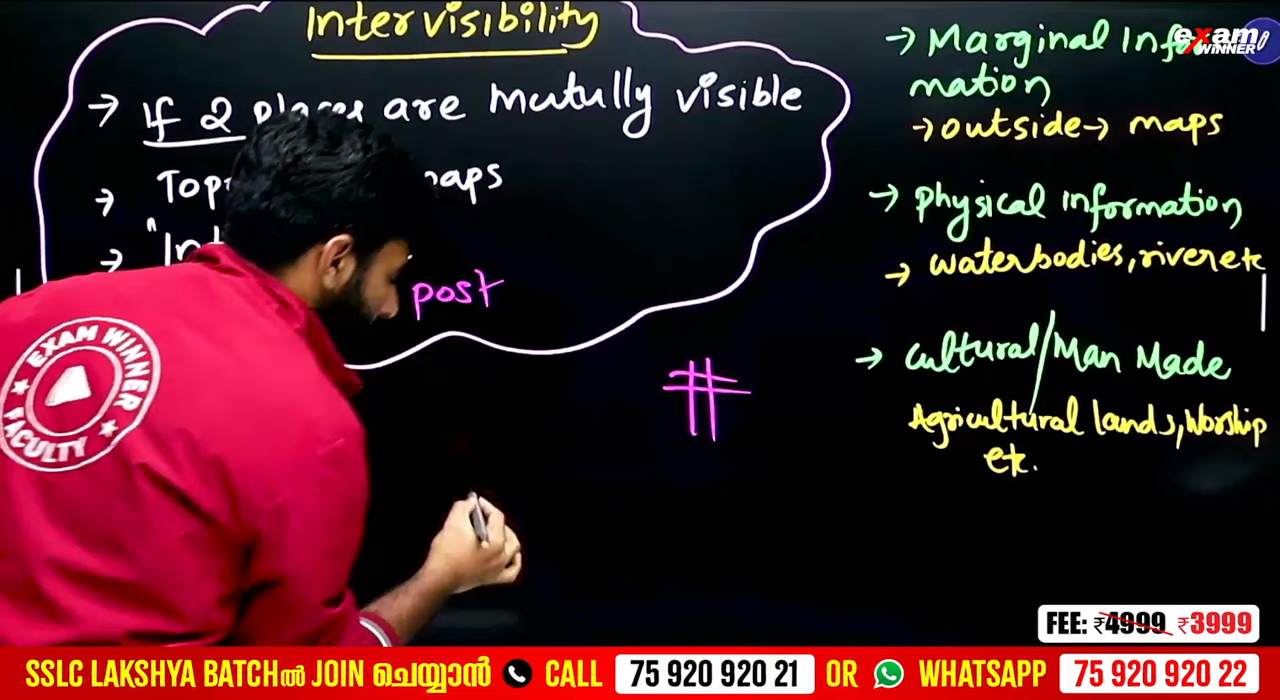 Intervisibility
→ If 2 places are Mutully visible
→ maps
→ "Int
post
→ Marginal Infor
mation
→ outside → maps
→ physical information
→ waterbodies, river etc
→ Cultural/Man Made
Agricultural lands, Worship
etc.
exam
WINNER
EXAM WINNER
FACULTY
FEE: ₹4999 ₹3999
SSLC LAKSHYA BATCHൽ JOIN ചെയ്യാൻ CALL 75 920 920 21 OR WHATSAPP 75 920 920 22